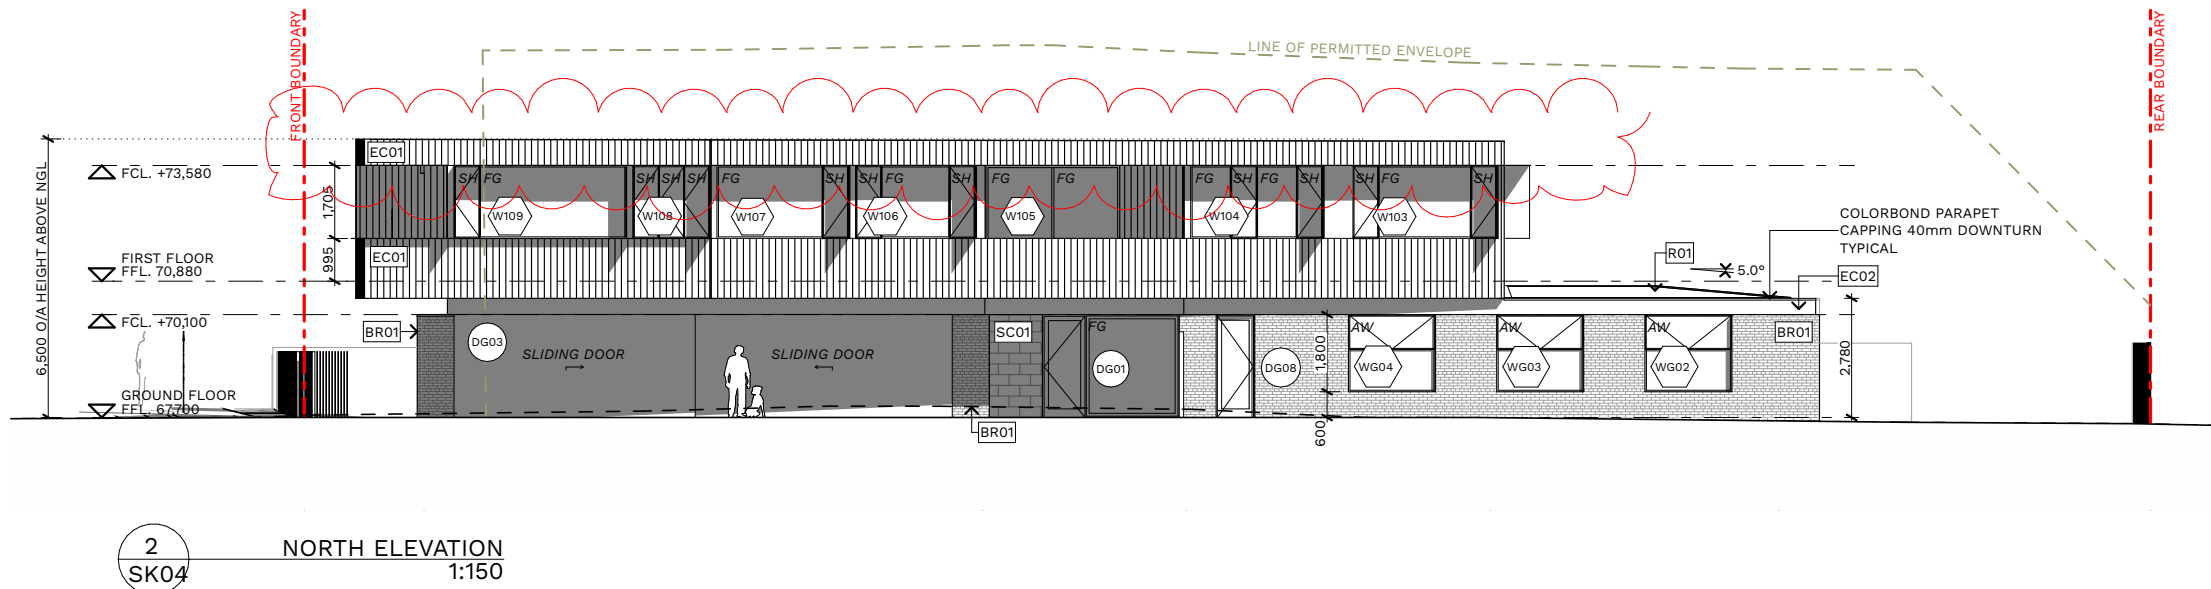 FRONT BOUNDARY
LINE OF PERMITTED ENVELOPE
REAR BOUNDARY
6,500 O/A HEIGHT ABOVE NGL
EC01
FCL. +73,580
1,705
SH FG
SH SH SH
FG
SH SH FG
SH
FG
FG
FG SH FG SH
SH FG
SH
W109
W108
W107
W106
W105
W104
W103
COLORBOND PARAPET
CAPPING 40mm DOWNTURN
TYPICAL
995
EC01
FIRST FLOOR
FFL. 70,880
R01
5.0°
EC02
FCL. +70,100
BR01
DG03
SLIDING DOOR
SLIDING DOOR
SC01
FG
DG01
DG08
1,800
AW
AW
AW
WG04
WG03
WG02
BR01
2,780
GROUND FLOOR
FFL. 67,700
BR01
600
2
SK04
NORTH ELEVATION
1:150